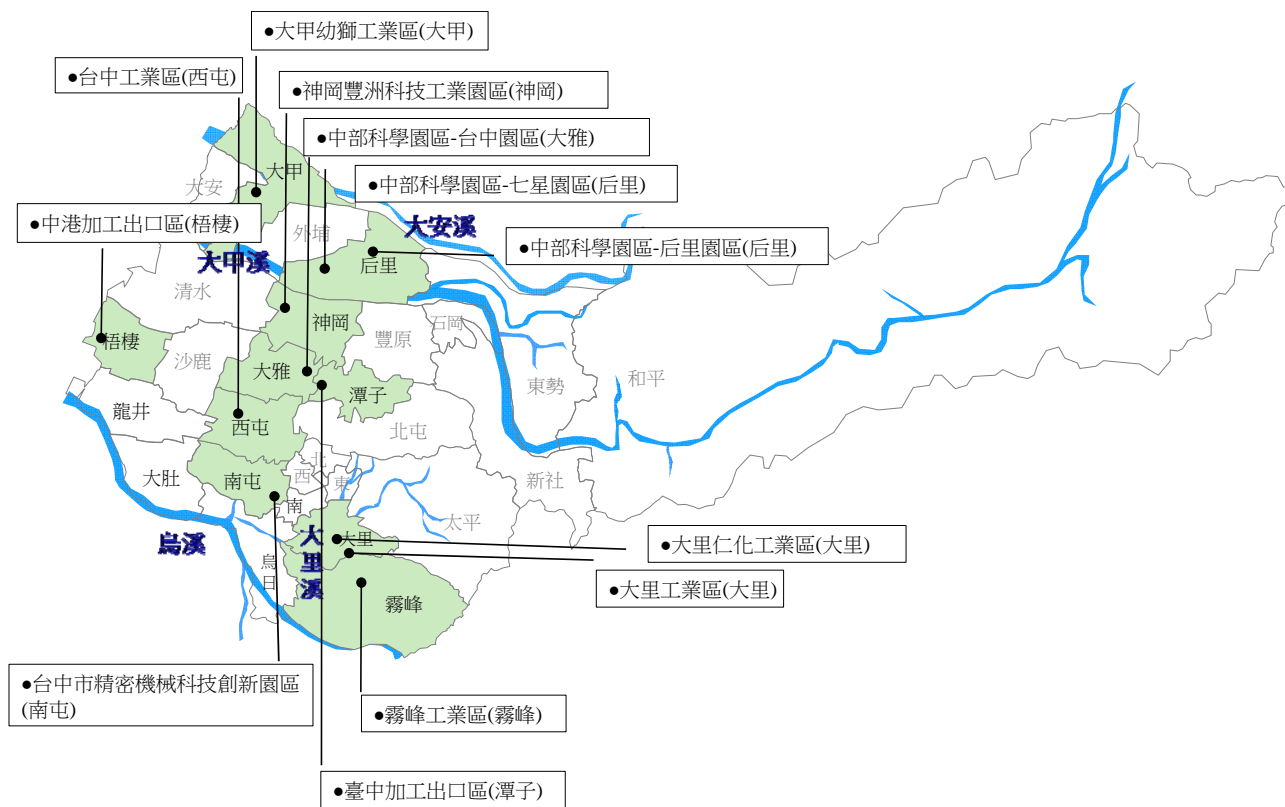 ●大甲幼獅工業區(大甲)
●台中工業區(西屯)
●神岡豐洲科技工業園區(神岡)
●中部科學園區-台中園區(大雅)
●中部科學園區-七星園區(后里)
●中港加工出口區(梧棲)
●中部科學園區-后里園區(后里)
大甲
大安
外埔
大安溪
大甲溪
后里
清水
神岡
豐原
石岡
梧棲
沙鹿
大雅
潭子
東勢
和平
龍井
西屯
北屯
大肚
南屯
北
西
東
南
新社
太平
烏溪
大里溪
大里
烏日
霧峰
●大里仁化工業區(大里)
●大里工業區(大里)
●台中市精密機械科技創新園區
(南屯)
●霧峰工業區(霧峰)
●臺中加工出口區(潭子)